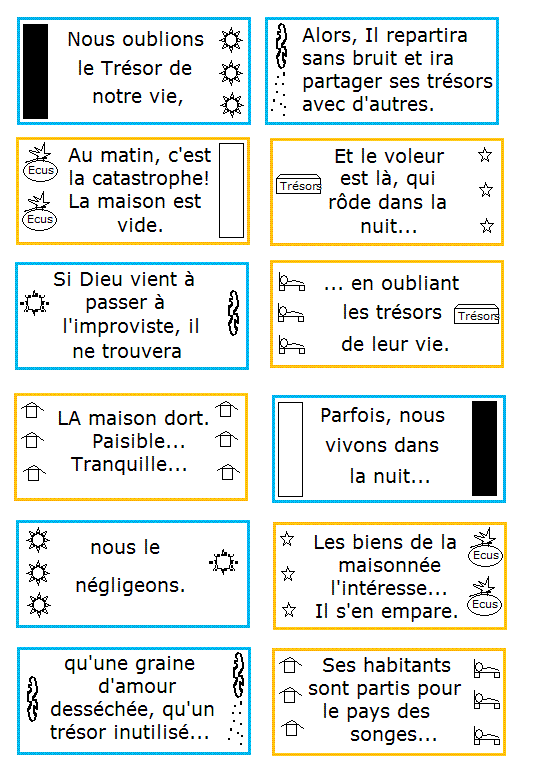 Nous oublions
le Trésor de
notre vie,
Alors, Il repartira
sans bruit et ira
partager ses trésors
avec d'autres.
Ecus
Ecus
Au matin, c'est
la catastrophe!
La maison est
vide.
Trésors
Et le voleur
est là, qui
rôde dans la
nuit...
Si Dieu vient à
passer à
l'improviste, il
ne trouvera
... en oubliant
les trésors
de leur vie.
Trésors
LA maison dort.
Paisible...
Tranquille...
Parfois, nous
vivons dans
la nuit...
nous le
négligeons.
Les biens de la
maisonnée
l'intéresse...
Il s'en empare.
Ecus
Ecus
qu'une graine
d'amour
desséchée, qu'un
trésor inutilisé...
Ses habitants
sont partis pour
le pays des
songes...